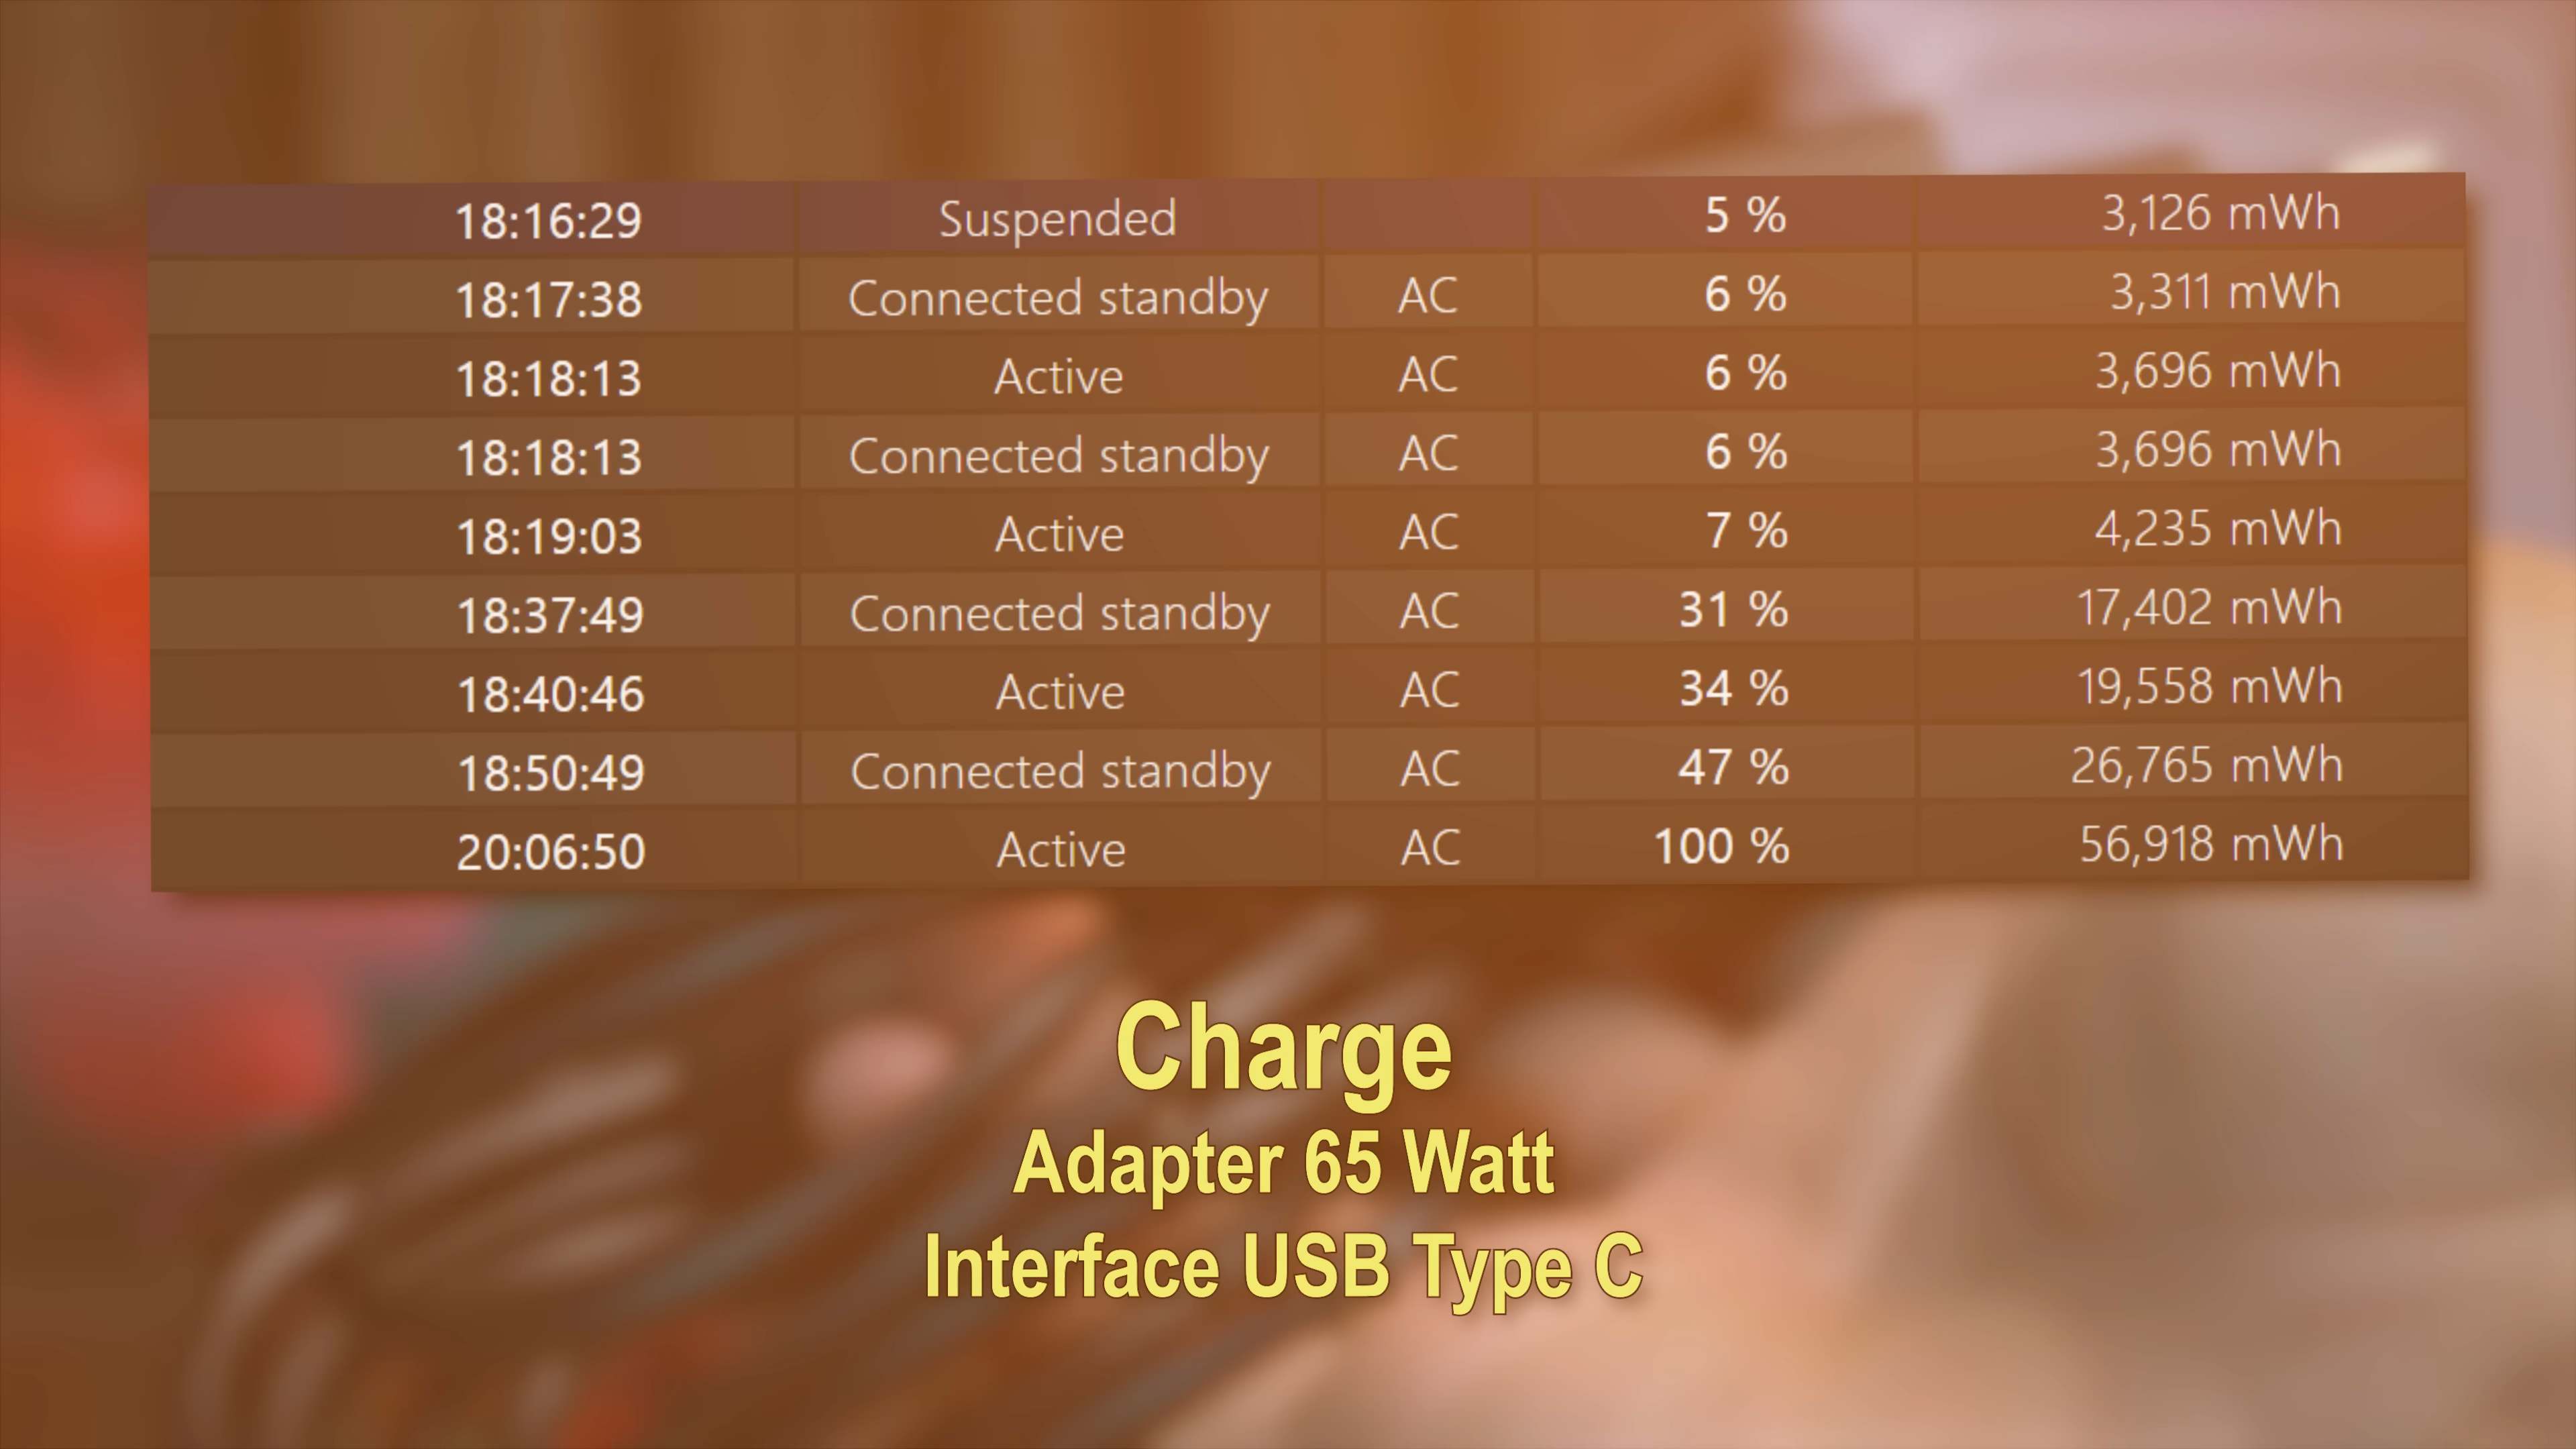 18:16:29 Suspended 5 % 3,126 mWh
18:17:38 Connected standby AC 6 % 3,311 mWh
18:18:13 Active AC 6 % 3,696 mWh
18:18:13 Connected standby AC 6 % 3,696 mWh
18:19:03 Active AC 7 % 4,235 mWh
18:37:49 Connected standby AC 31 % 17,402 mWh
18:40:46 Active AC 34 % 19,558 mWh
18:50:49 Connected standby AC 47 % 26,765 mWh
20:06:50 Active AC 100 % 56,918 mWh
Charge
Adapter 65 Watt
Interface USB Type C